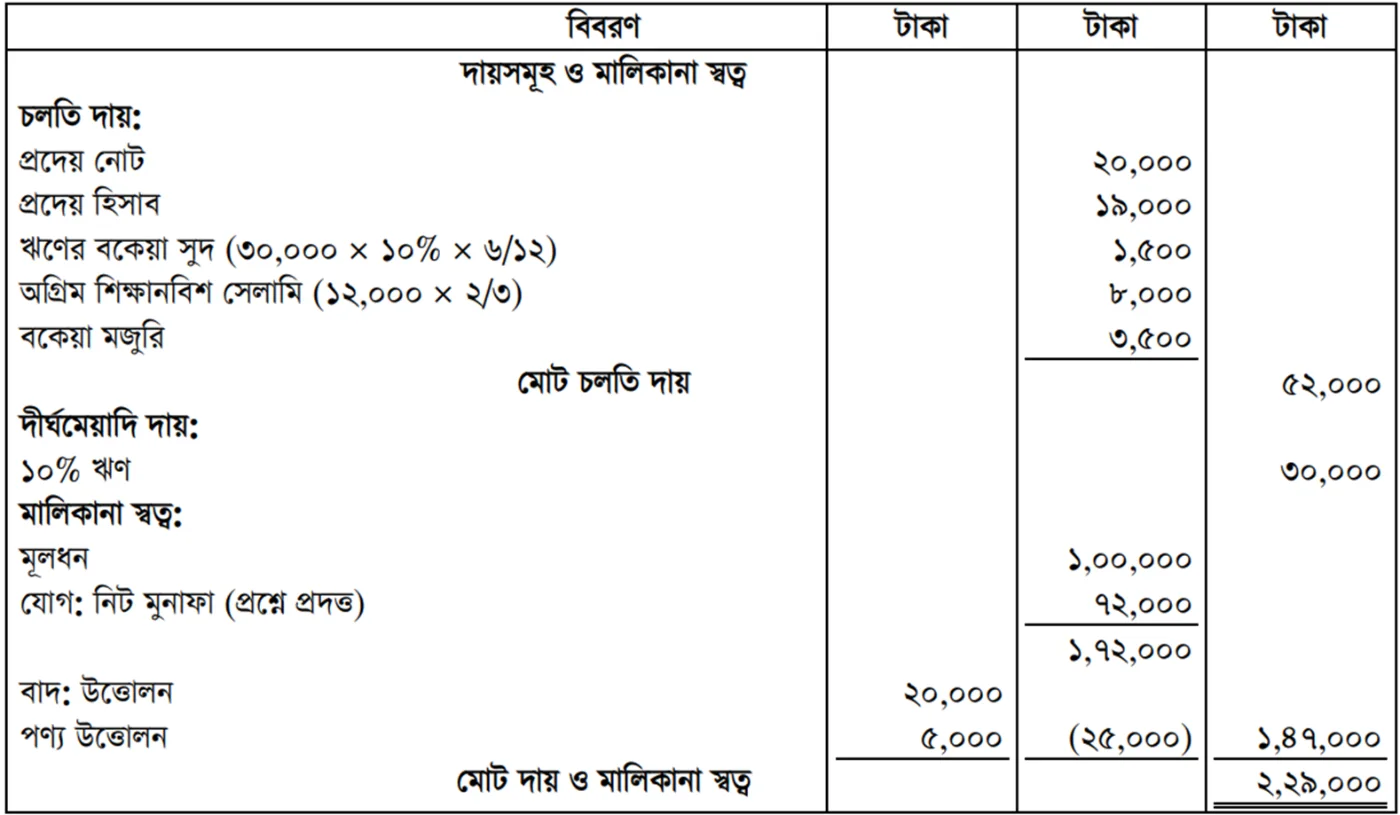 বিবরণ টাকা টাকা টাকা
দায়সমূহ ও মালিকানা স্বত্ব
চলতি দায়:
প্রদেয় নোট ২০,০০০
প্রদেয় হিসাব ১৯,০০০
ঋণের বকেয়া সুদ (৩০,০০০ × ১০% × ৬/১২) ১,৫০০
অগ্রিম শিক্ষানবিশ সেলামি (১২,০০০ × ২/৩) ৮,০০০
বকেয়া মজুরি ৩,৫০০
মোট চলতি দায় ৫২,০০০
দীর্ঘমেয়াদি দায়:
১০% ঋণ ৩০,০০০
মালিকানা স্বত্ব:
মূলধন ১,০০,০০০
যোগ: নিট মুনাফা (প্রশ্নে প্রদত্ত) ৭২,০০০
১,৭২,০০০
বাদ: উত্তোলন ২০,০০০
পণ্য উত্তোলন ৫,০০০ (২৫,০০০) ১,৪৭,০০০
মোট দায় ও মালিকানা স্বত্ব ২,২৯,০০০